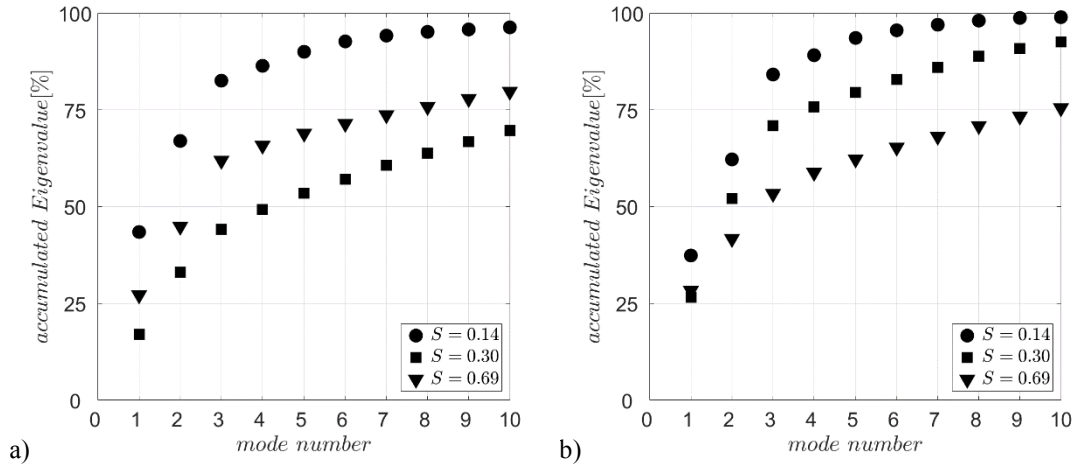 100
75
50
25
0
accumulated Eigenvalue[%]
0 1 2 3 4 5 6 7 8 9 10
mode number
S = 0.14
S = 0.30
S = 0.69
a)
100
75
50
25
0
accumulated Eigenvalue[%]
0 1 2 3 4 5 6 7 8 9 10
mode number
S = 0.14
S = 0.30
S = 0.69
b)